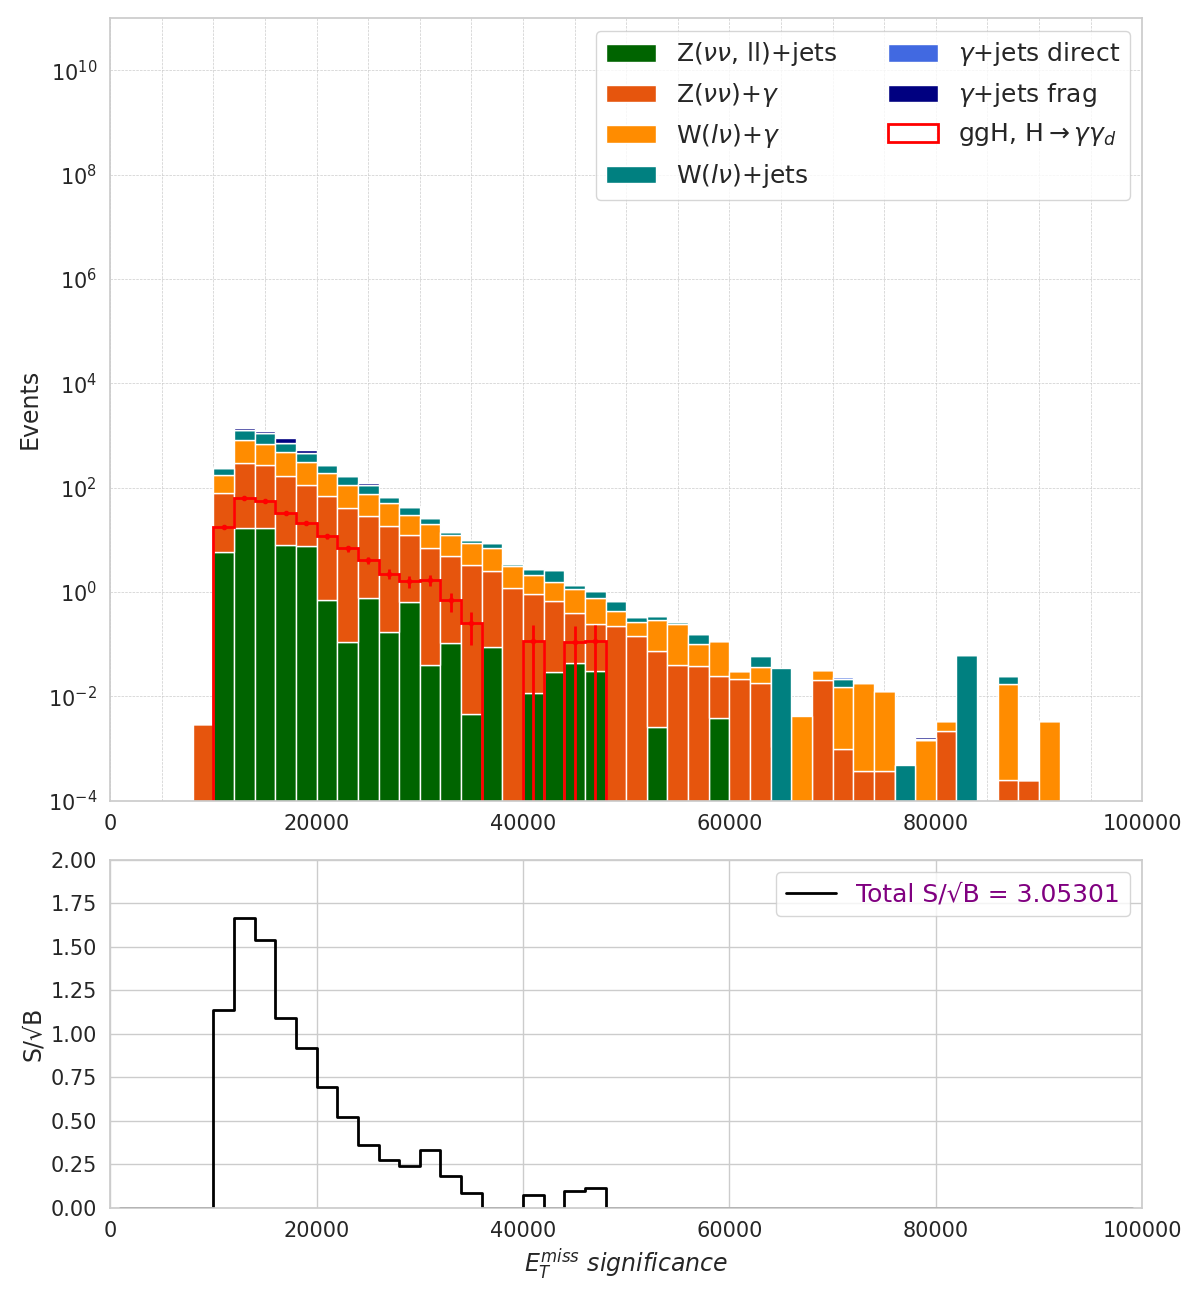 Z(νν, ll)+jets
Z(νν)+γ
W(lν)+γ
W(lν)+jets
γ+jets direct
γ+jets frag
ggH, H→γγ_d
Events
10^10
10^8
10^6
10^4
10^2
10^0
10^−2
10^−4
0 20000 40000 60000 80000 100000
Total S/√B = 3.05301
S/√B
2.00
1.75
1.50
1.25
1.00
0.75
0.50
0.25
0.00
0 20000 40000 60000 80000 100000
E_T^miss significance